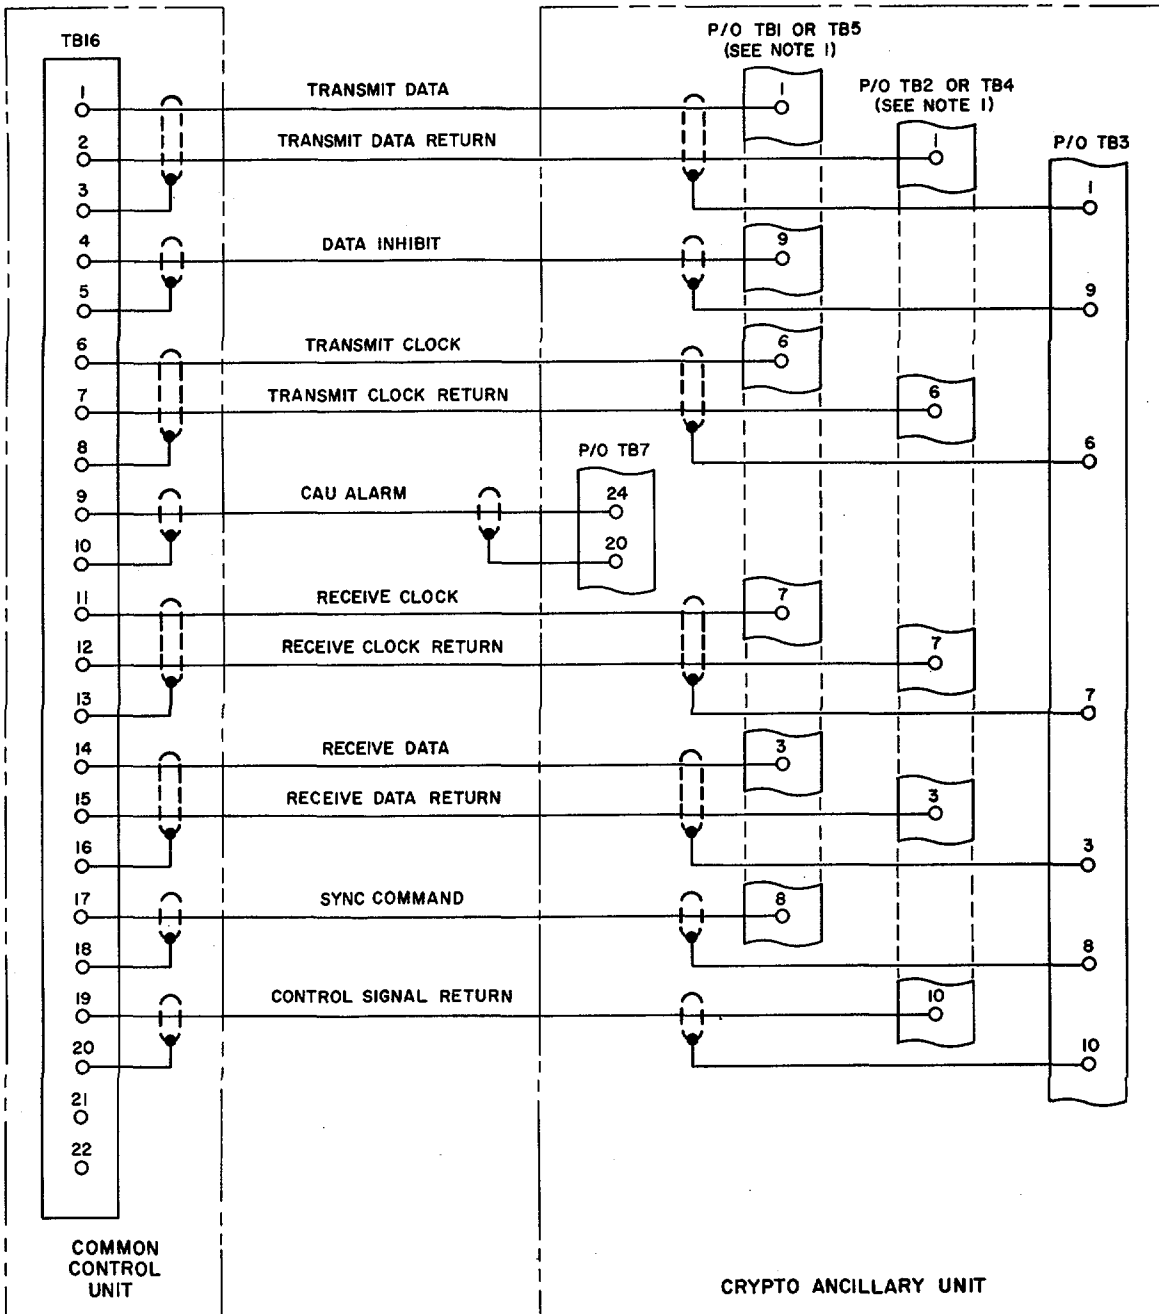 TB16
P/O TB1 OR TB5
(SEE NOTE 1)
P/O TB2 OR TB4
(SEE NOTE 1)
P/O TB3
1 TRANSMIT DATA 1
2 TRANSMIT DATA RETURN 1
3 1
4 DATA INHIBIT 9
5 9
6 TRANSMIT CLOCK 6
7 TRANSMIT CLOCK RETURN 6
8 6
P/O TB7
9 CAU ALARM 24
10 20
11 RECEIVE CLOCK 7
12 RECEIVE CLOCK RETURN 7
13 7
14 RECEIVE DATA 3
15 RECEIVE DATA RETURN 3
16 3
17 SYNC COMMAND 8
18 8
19 CONTROL SIGNAL RETURN 10
20 10
21
22
COMMON
CONTROL
UNIT
CRYPTO ANCILLARY UNIT